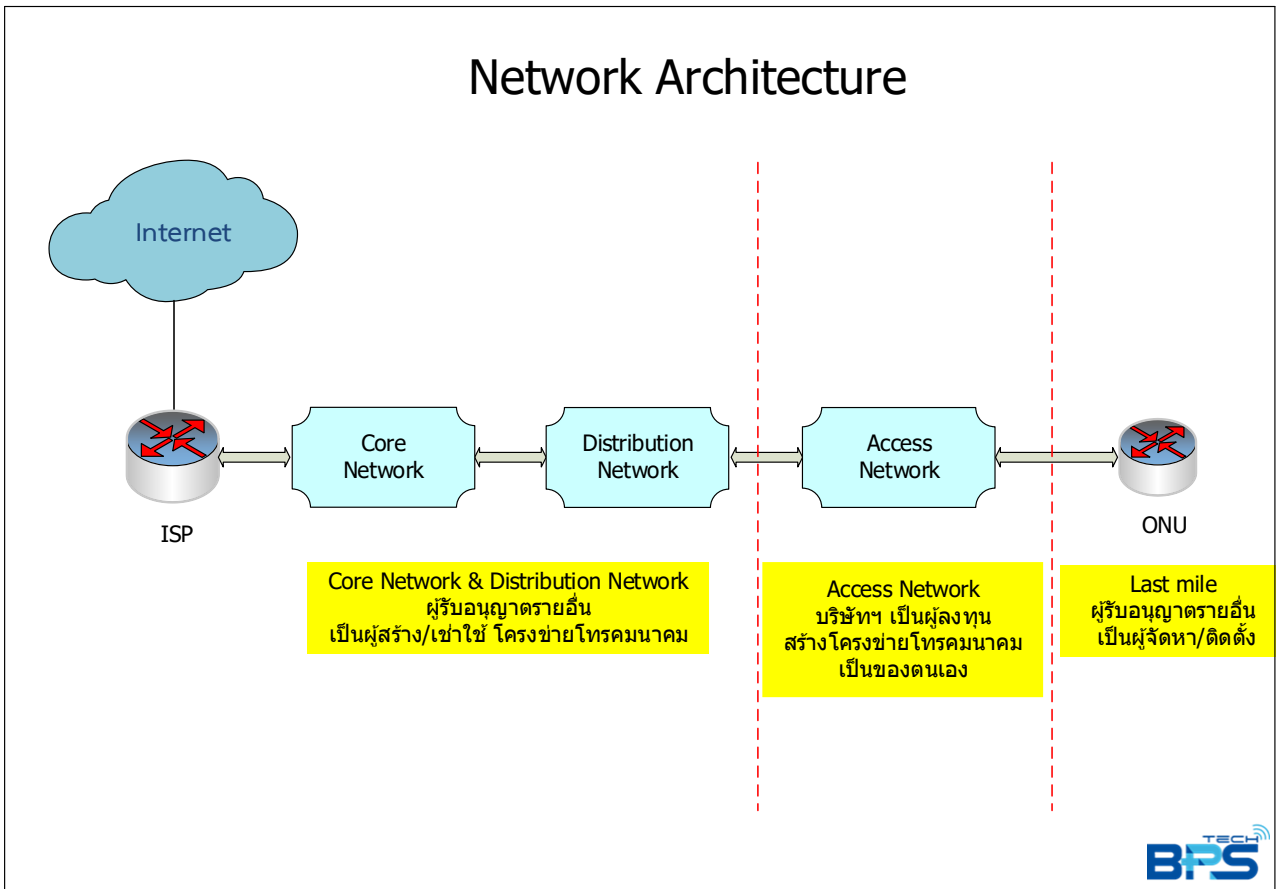 Network Architecture
Internet
Core
Network
Distribution
Network
Access
Network
ISP
ONU
Core Network & Distribution Network
ผู้รับอนุญาตรายอื่น
เป็นผู้สร้าง/เช่าใช้ โครงข่ายโทรคมนาคม
Access Network
บริษัทฯ เป็นผู้ลงทุน
สร้างโครงข่ายโทรคมนาคม
เป็นของตนเอง
Last mile
ผู้รับอนุญาตรายอื่น
เป็นผู้จัดหา/ติดตั้ง
TECH
BPS